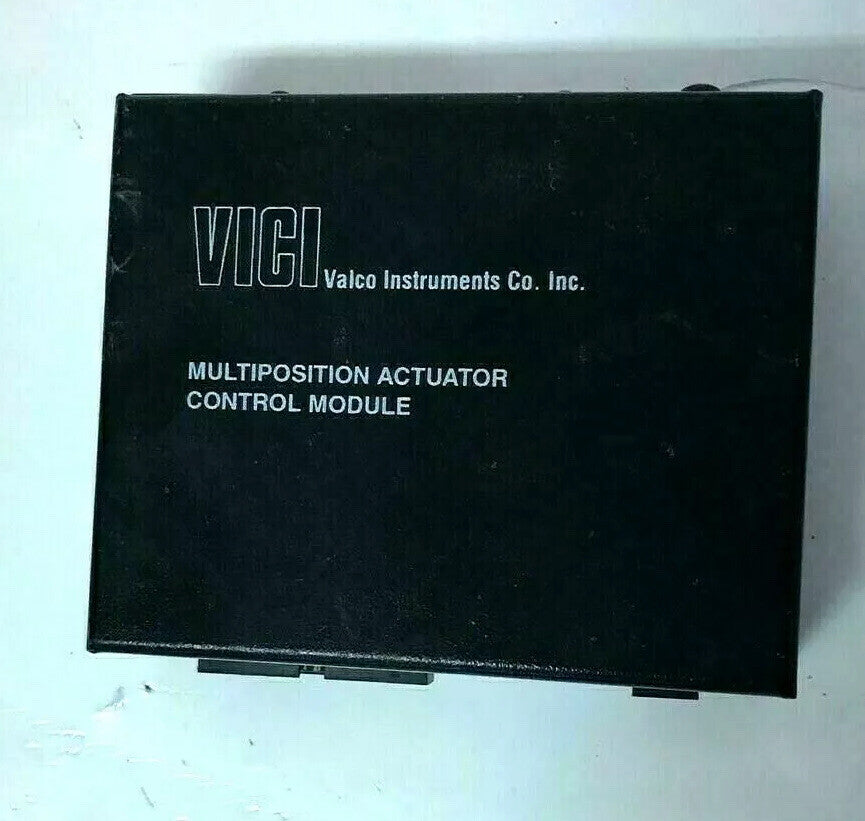 VICI Valco Instruments Co. Inc.
MULTIPOSITION ACTUATOR
CONTROL MODULE